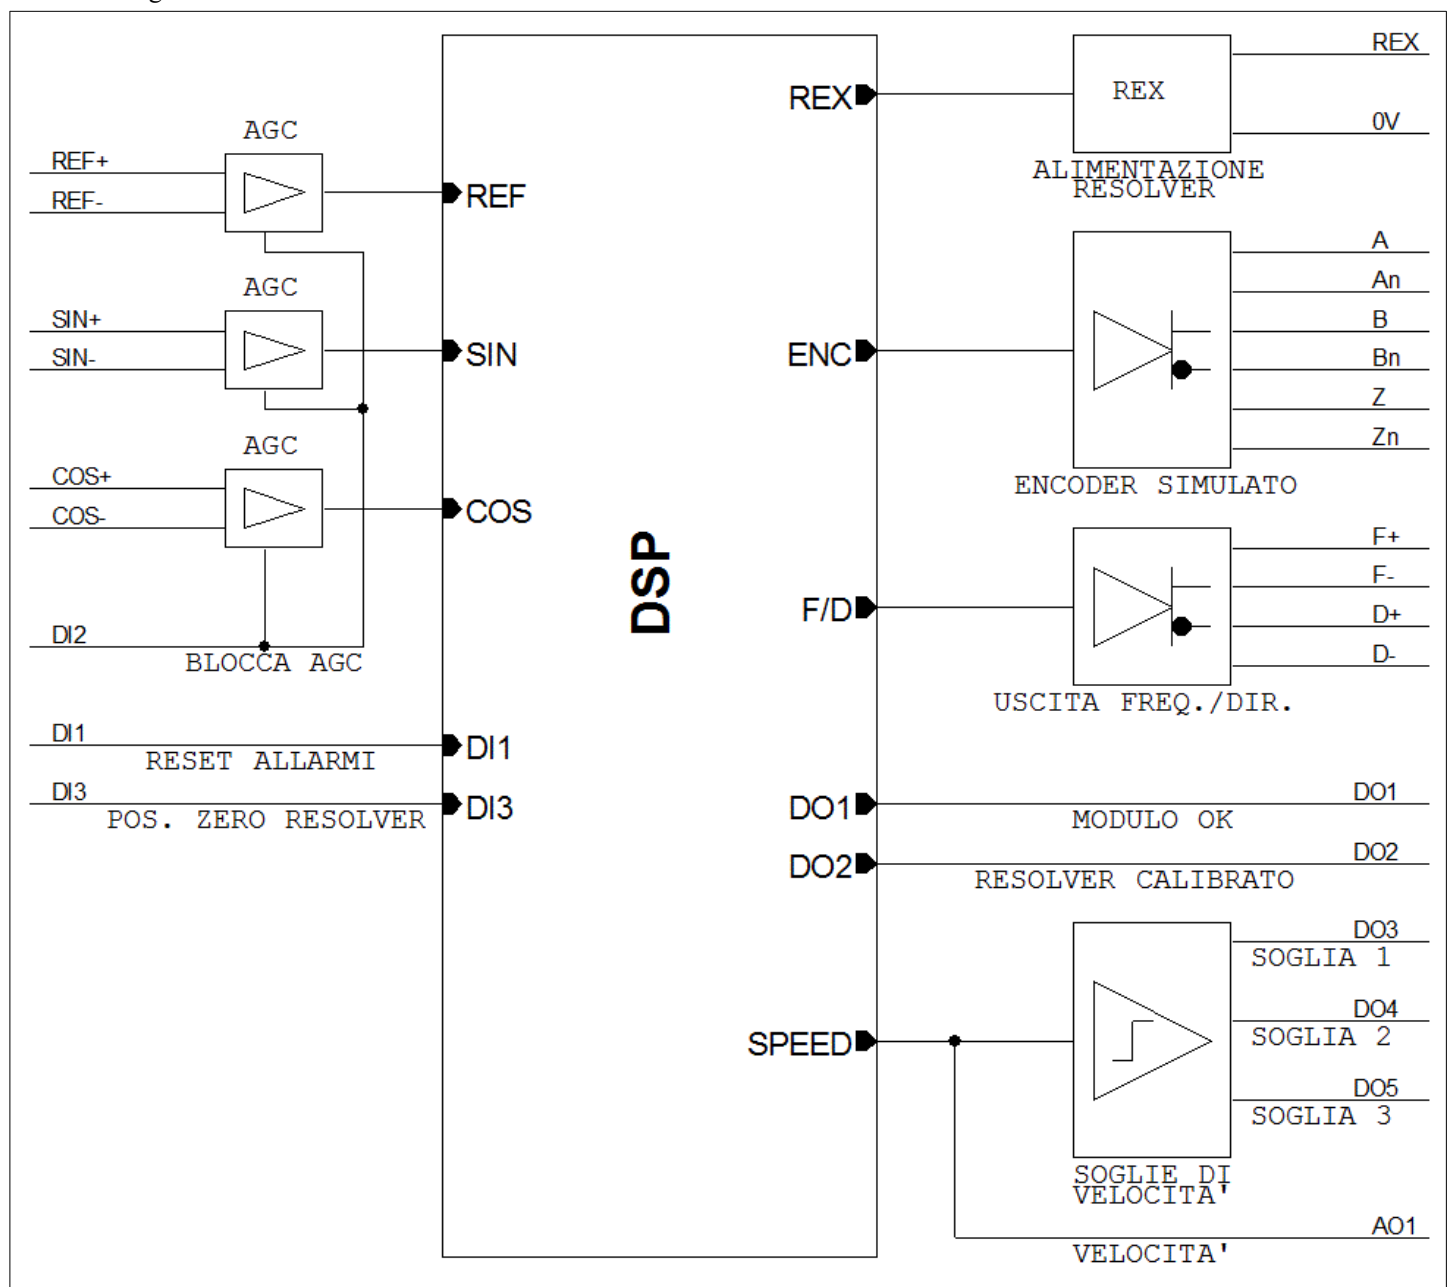 REX
REX
REX
AGC
0V
REF+
ALIMENTAZIONE
RESOLVER
REF-
REF
A
AGC
An
SIN+
B
SIN-
SIN
ENC
Bn
Z
AGC
Zn
COS+
ENCODER SIMULATO
COS-
COS
F+
DSP
F-
F/D
D+
DI2
D-
BLOCCA AGC
USCITA FREQ./DIR.
DI1
DI1
RESET ALLARMI
DI3
DI3
POS. ZERO RESOLVER
DO1
DO1
MODULO OK
DO2
DO2
RESOLVER CALIBRATO
DO3
SOGLIA 1
DO4
SPEED
SOGLIA 2
DO5
SOGLIA 3
SOGLIE DI
VELOCITA'
AO1
VELOCITA'